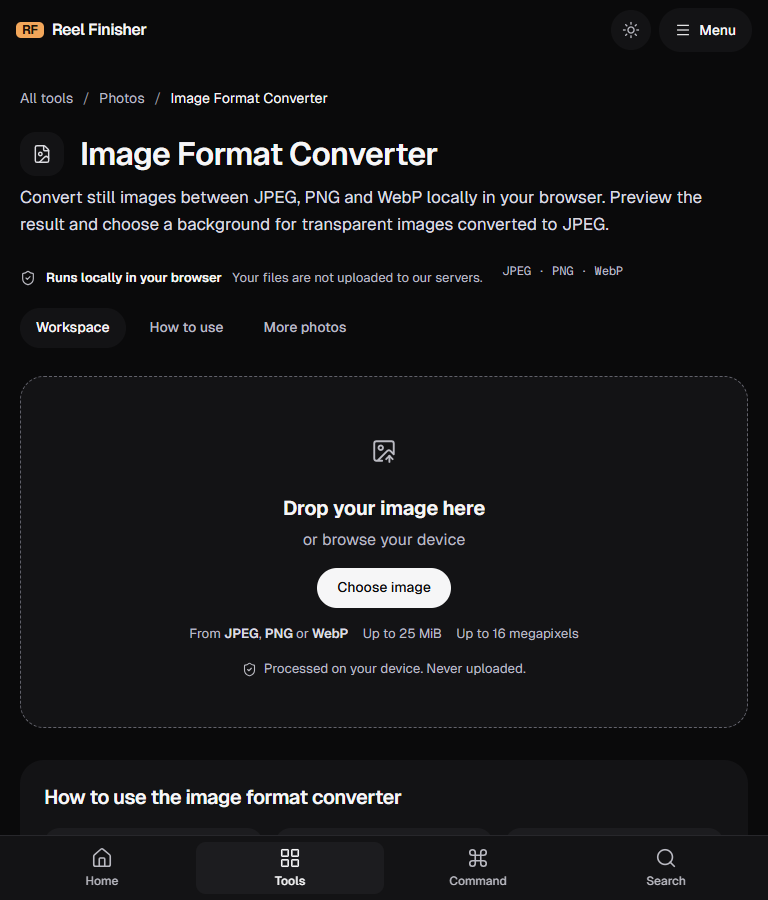 RF Reel Finisher
Menu
All tools / Photos / Image Format Converter
Image Format Converter
Convert still images between JPEG, PNG and WebP locally in your browser. Preview the
result and choose a background for transparent images converted to JPEG.
Runs locally in your browser Your files are not uploaded to our servers. JPEG · PNG · WebP
Workspace How to use More photos
Drop your image here
or browse your device
Choose image
From JPEG, PNG or WebP Up to 25 MiB Up to 16 megapixels
Processed on your device. Never uploaded.
How to use the image format converter
Home Tools Command Search